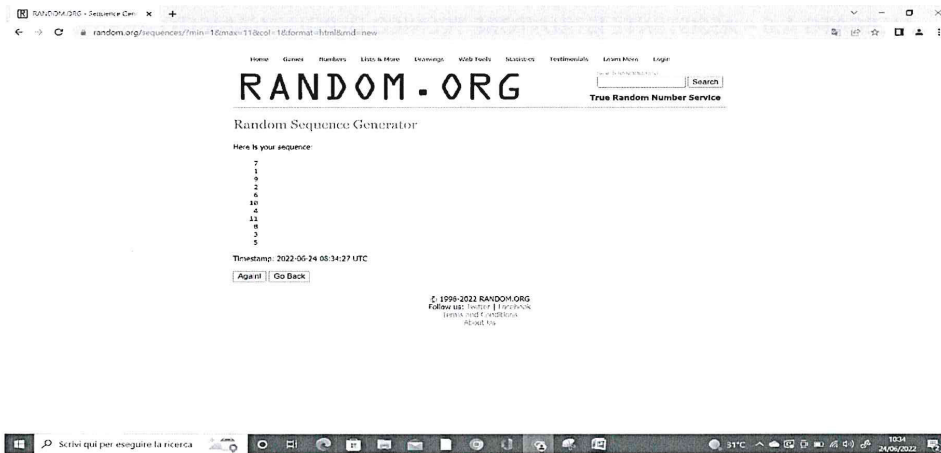 RANDOM.ORG - Sequence Gen
random.org/sequences/?min=1&max=11&col=1&format=html&rnd=new
Home Games Numbers Lists & More Drawings Web Tools Statistics Testimonials Learn More Login
RANDOM.ORG
Search
True Random Number Service
Random Sequence Generator
Here is your sequence:
7
1
9
2
6
10
4
11
8
3
5
Timestamp: 2022-06-24 08:34:27 UTC
Again! Go Back
© 1998-2022 RANDOM.ORG
Follow us: Twitter | Facebook
Terms and Conditions
About Us
Scrivi qui per eseguire la ricerca
31°C
10:34
24/06/2022